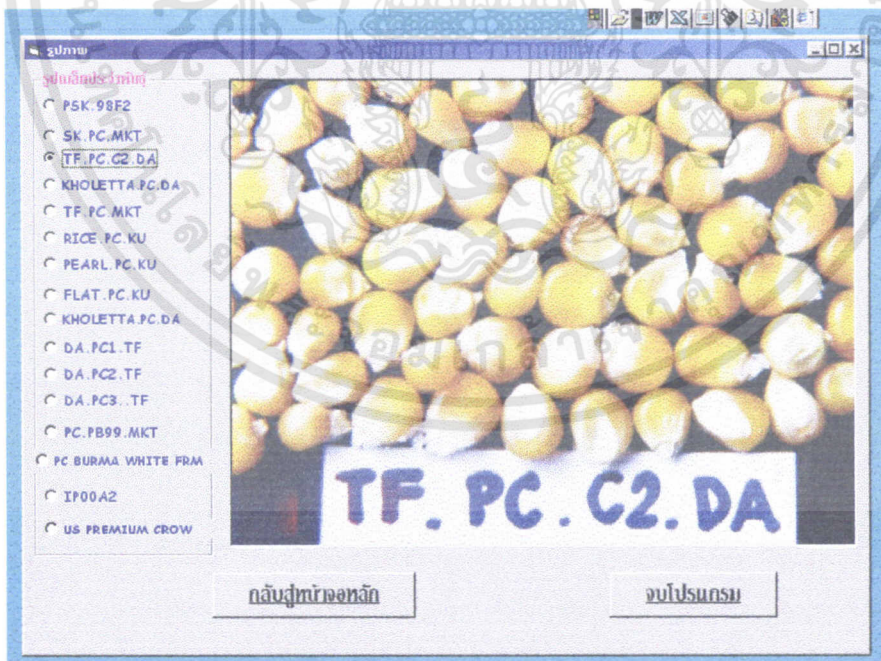 รูปภาพ
รูปเมล็ดประจำพันธุ์
PSK.98F2
SK.PC.MKT
TF.PC.C2.DA
KHOLETTA.PC.DA
TF.PC.MKT
RICE.PC.KU
PEARL.PC.KU
FLAT.PC.KU
KHOLETTA.PC.DA
DA.PC1.TF
DA.PC2.TF
DA.PC3..TF
PC.PB99.MKT
PC BURMA WHITE FRM
IP00A2
US PREMIUM CROW
TF. PC. C2. DA
กลับสู่หน้าจอหลัก
จบโปรแกรม